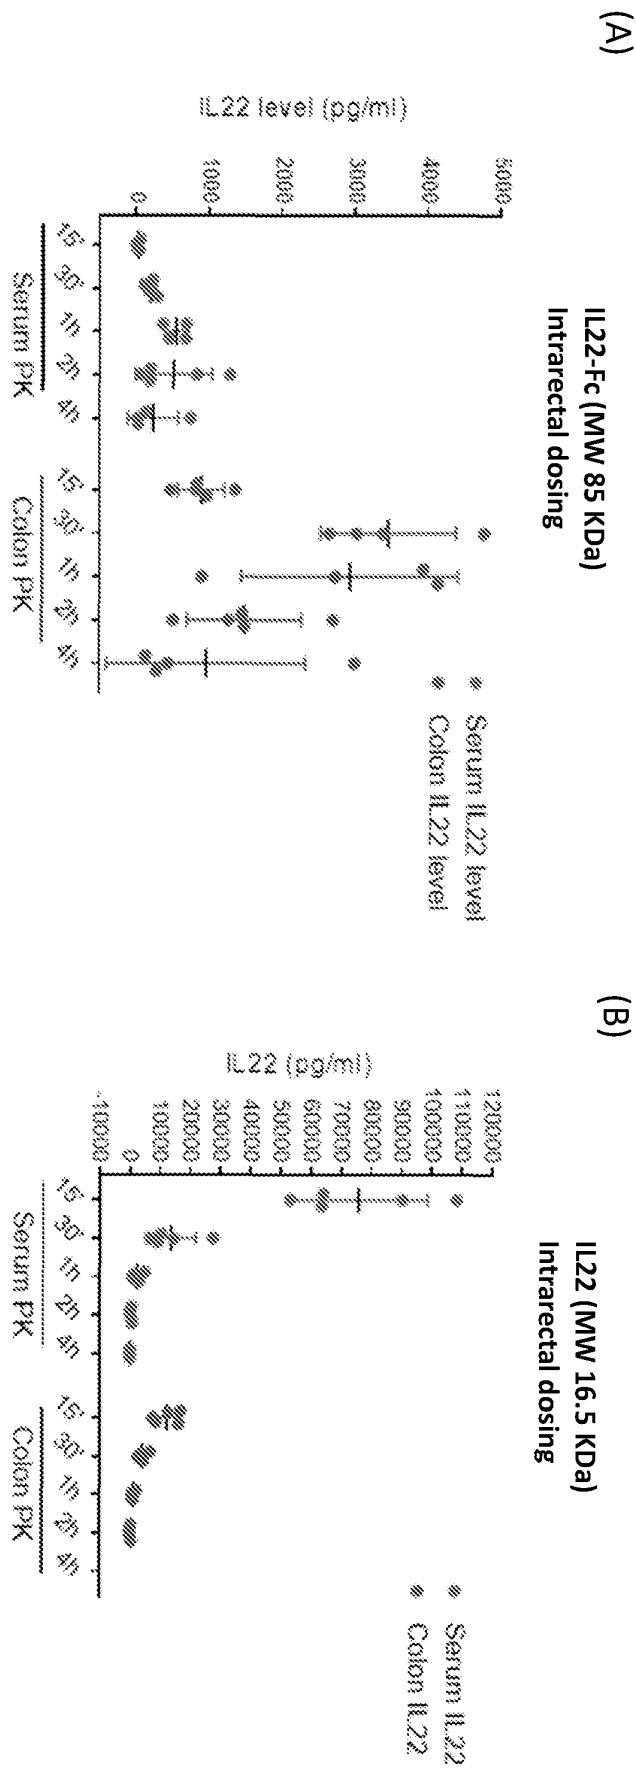 (A)
IL22-Fc (MW 85 KDa)
Intrarectal dosing
Serum IL22 level
Colon IL22 level
IL22 level (pg/ml)
5000
4000
3000
2000
1000
0
15' 30' 1h 2h 4h 15' 30' 1h 2h 4h
Serum PK Colon PK
(B)
IL22 (MW 16.5 KDa)
Intrarectal dosing
Serum IL22
Colon IL22
IL22 (pg/ml)
120000
110000
100000
90000
80000
70000
60000
50000
40000
30000
20000
10000
0
-10000
15' 30' 1h 2h 4h 15' 30' 1h 2h 4h
Serum PK Colon PK